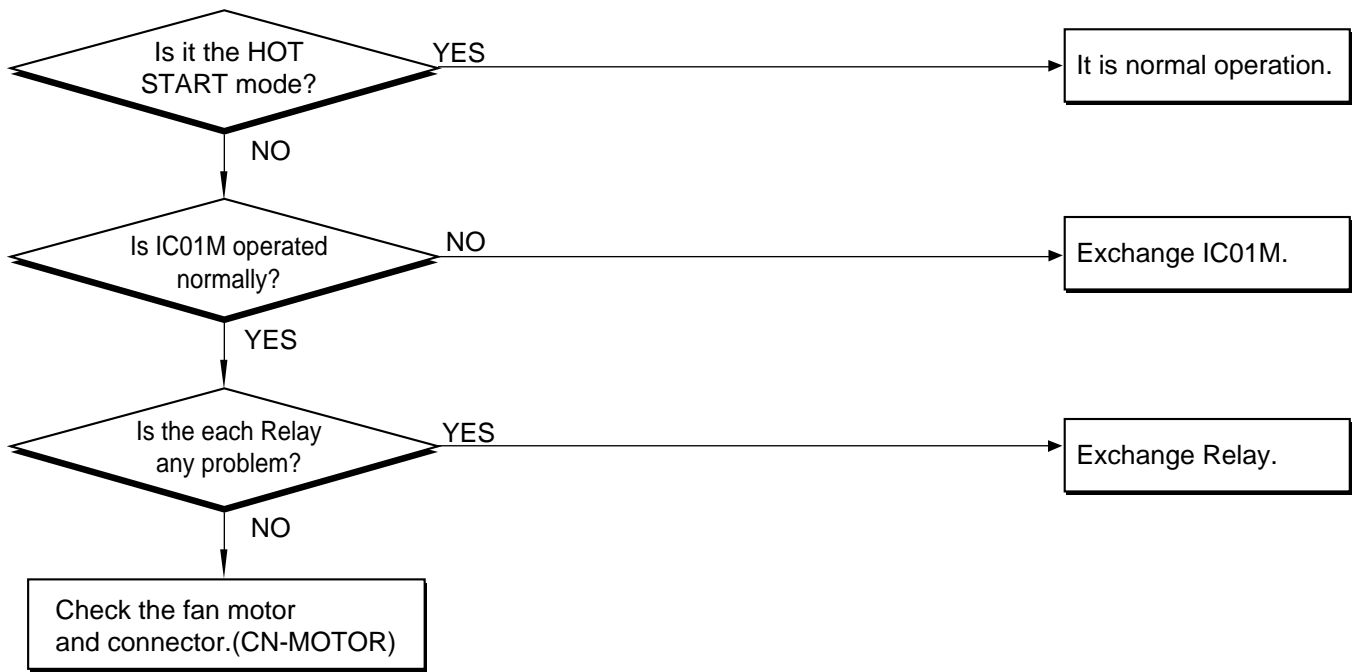 Is it the HOT
START mode?
YES
It is normal operation.
NO
Is IC01M operated
normally?
NO
Exchange IC01M.
YES
Is the each Relay
any problem?
YES
Exchange Relay.
NO
Check the fan motor
and connector.(CN-MOTOR)